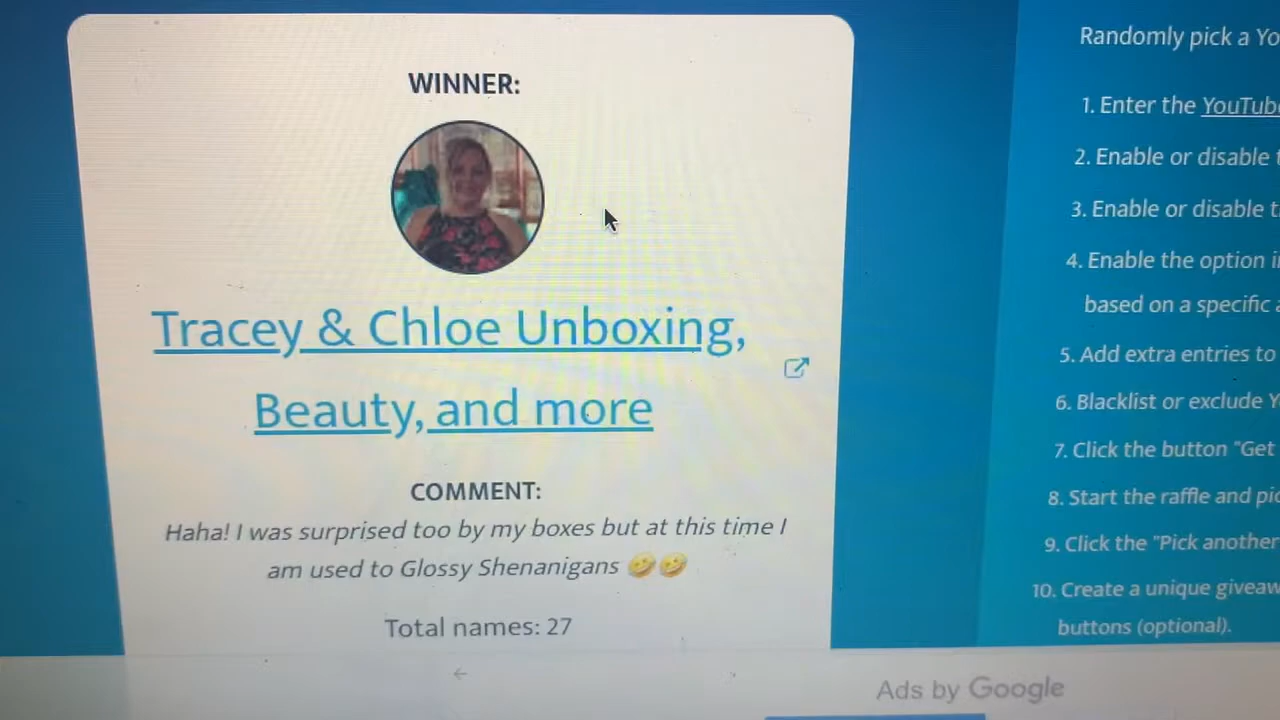 WINNER:
Tracey & Chloe Unboxing,
Beauty, and more
COMMENT:
Haha! I was surprised too by my boxes but at this time I
am used to Glossy Shenanigans 🤣🤣
Total names: 27
Randomly pick a Yo
1. Enter the YouTub
2. Enable or disable t
3. Enable or disable t
4. Enable the option i
based on a specific a
5. Add extra entries to
6. Blacklist or exclude Y
7. Click the button "Get
8. Start the raffle and pic
9. Click the "Pick another
10. Create a unique giveaw
buttons (optional).
Ads by Google